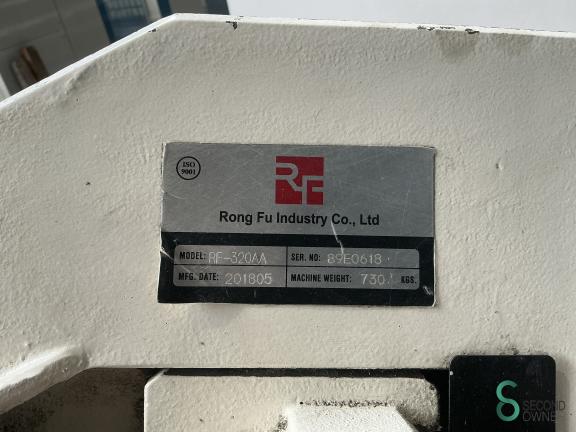 ISO
9001
RF
Rong Fu Industry Co., Ltd
MODEL: RF-320AA SER. NO: 89E0618
MFG. DATE: 201805 MACHINE WEIGHT: 730 KGS.
SECOND
OWNER